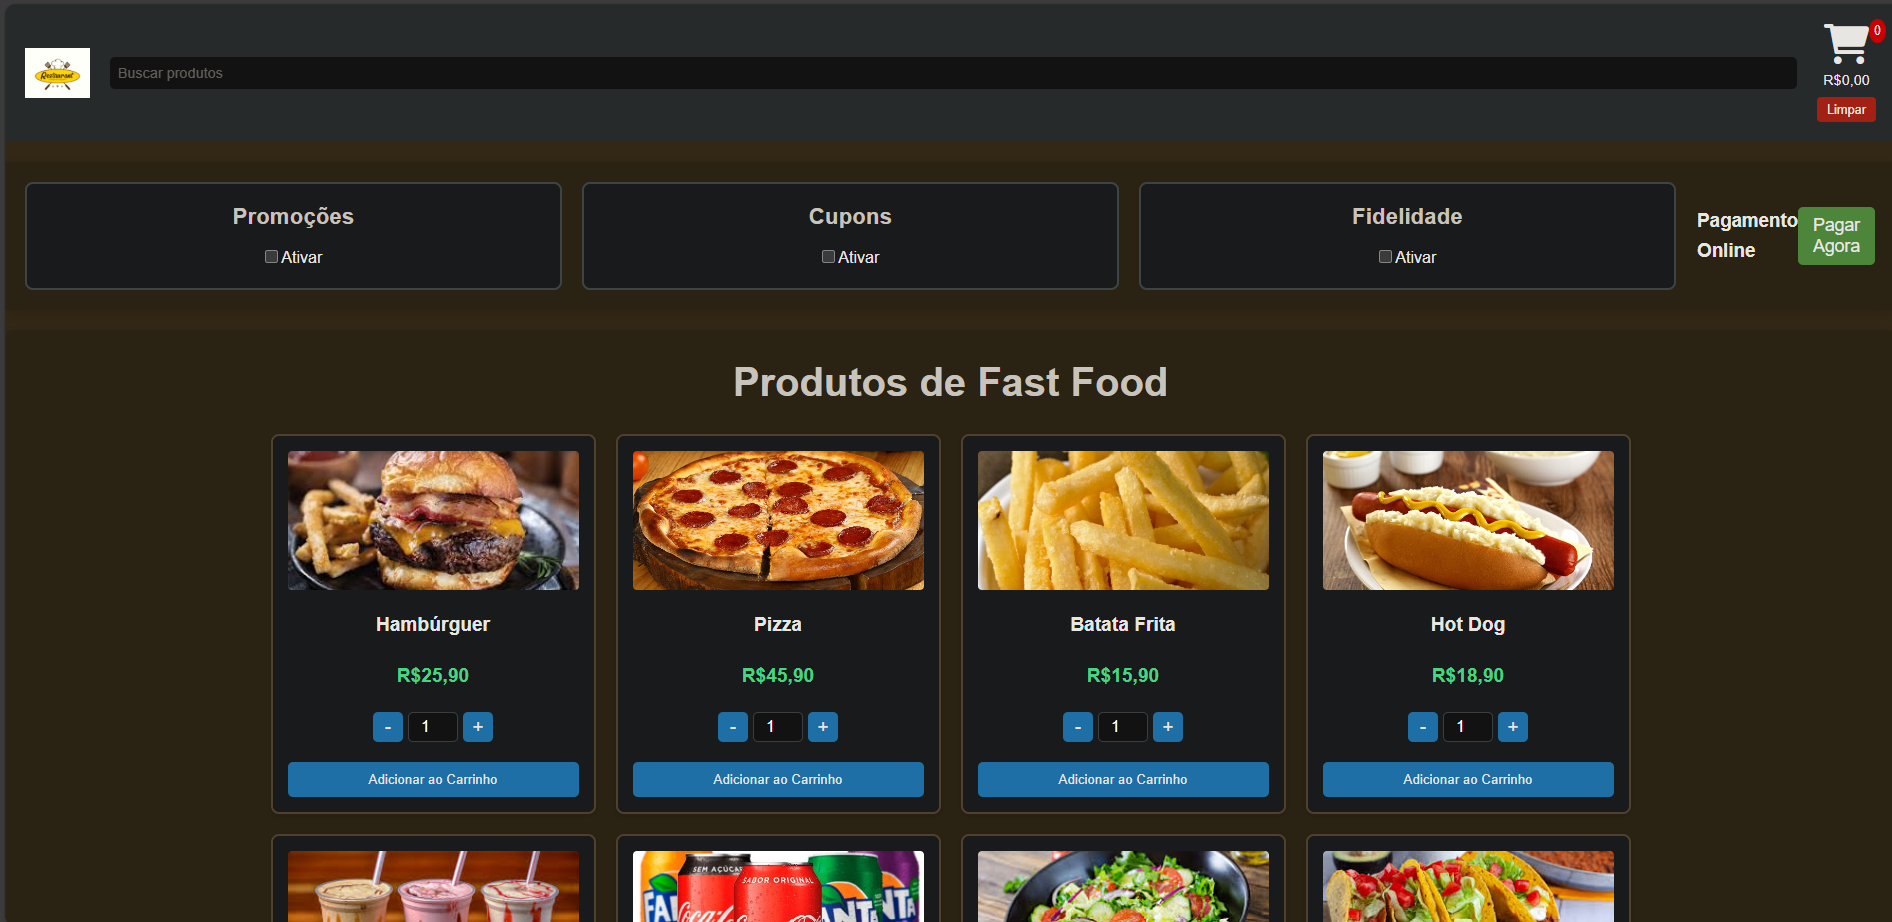 Restaurant
Buscar produtos
0
R$0,00
Limpar
Promoções
Ativar
Cupons
Ativar
Fidelidade
Ativar
Pagamento
Online
Pagar
Agora
Produtos de Fast Food
Hambúrguer
R$25,90
- 1 +
Adicionar ao Carrinho
Pizza
R$45,90
- 1 +
Adicionar ao Carrinho
Batata Frita
R$15,90
- 1 +
Adicionar ao Carrinho
Hot Dog
R$18,90
- 1 +
Adicionar ao Carrinho
SEM AÇÚCAR
SABOR ORIGINAL